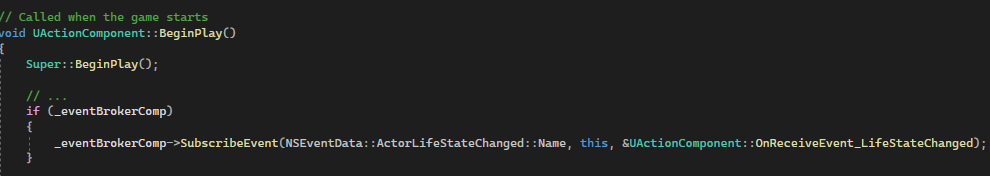 // Called when the game starts
void UActionComponent::BeginPlay()
{
Super::BeginPlay();
// ...
if (_eventBrokerComp)
{
_eventBrokerComp->SubscribeEvent(NSEventData::ActorLifeStateChanged::Name, this, &UActionComponent::OnReceiveEvent_LifeStateChanged);
}